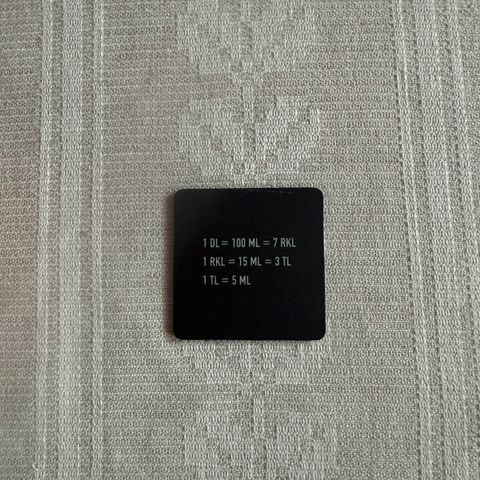 1 DL = 100 ML = 7 RKL
1 RKL = 15 ML = 3 TL
1 TL = 5 ML